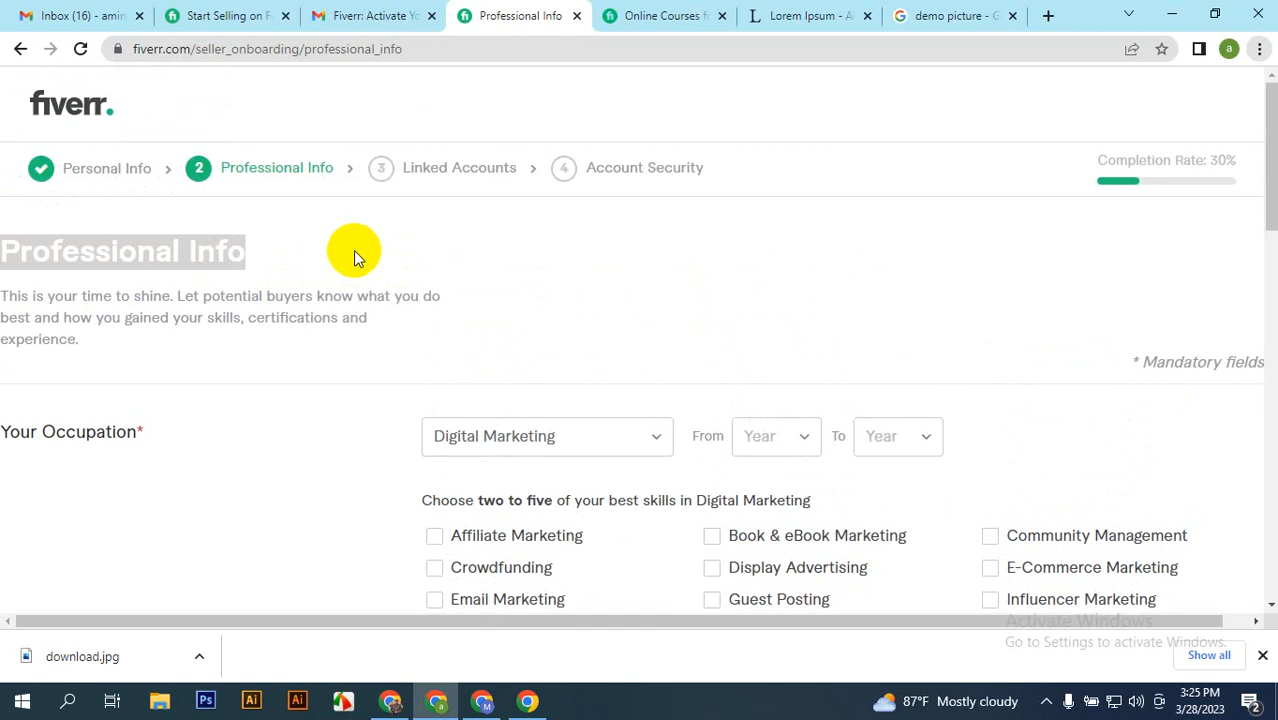 Inbox (16) - amin
Start Selling on F
Fiverr: Activate Yo
Professional Info
Online Courses fo
Lorem Ipsum - Al
demo picture - G
fiverr.com/seller_onboarding/professional_info
a
fiverr.
Personal Info
2 Professional Info
3 Linked Accounts
4 Account Security
Completion Rate: 30%
Professional Info
This is your time to shine. Let potential buyers know what you do
best and how you gained your skills, certifications and
experience.
* Mandatory fields
Your Occupation*
Digital Marketing
From
Year
To
Year
Choose two to five of your best skills in Digital Marketing
Affiliate Marketing
Book & eBook Marketing
Community Management
Crowdfunding
Display Advertising
E-Commerce Marketing
Email Marketing
Guest Posting
Influencer Marketing
Activate Windows
Go to Settings to activate Windows.
download.jpg
Show all
Ps
Ai
Ai
a
M
87°F Mostly cloudy
3:25 PM
3/28/2023
2